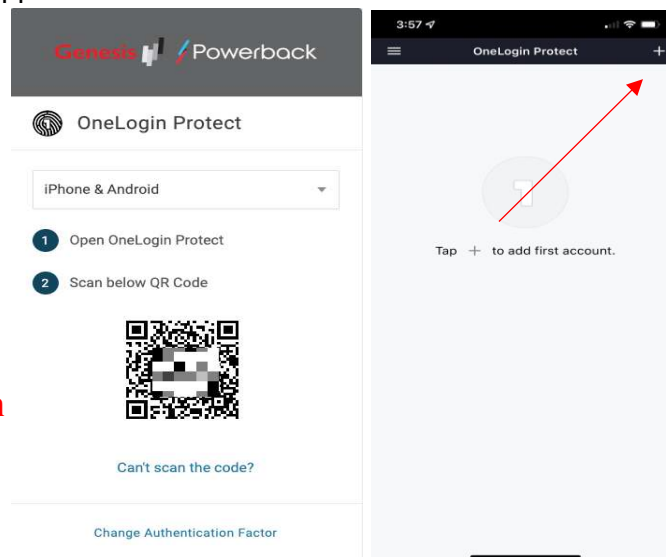 Genesis Powerback
OneLogin Protect
iPhone & Android
1 Open OneLogin Protect
2 Scan below QR Code
Can't scan the code?
Change Authentication Factor
3:57
OneLogin Protect
Tap + to add first account.